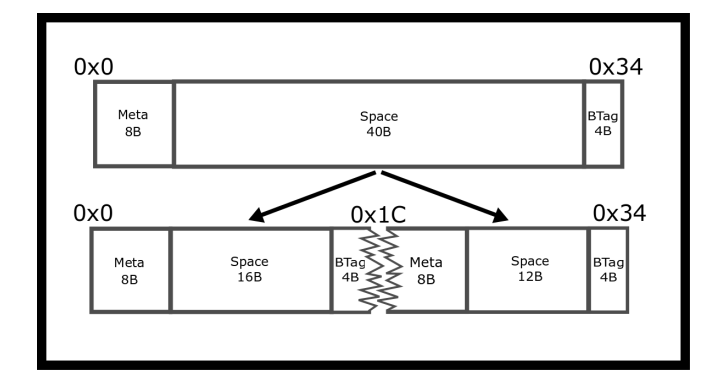 0x0 0x34
Meta
8B
Space
40B
BTag
4B
0x0 0x1C 0x34
Meta
8B
Space
16B
BTag
4B
Meta
8B
Space
12B
BTag
4B